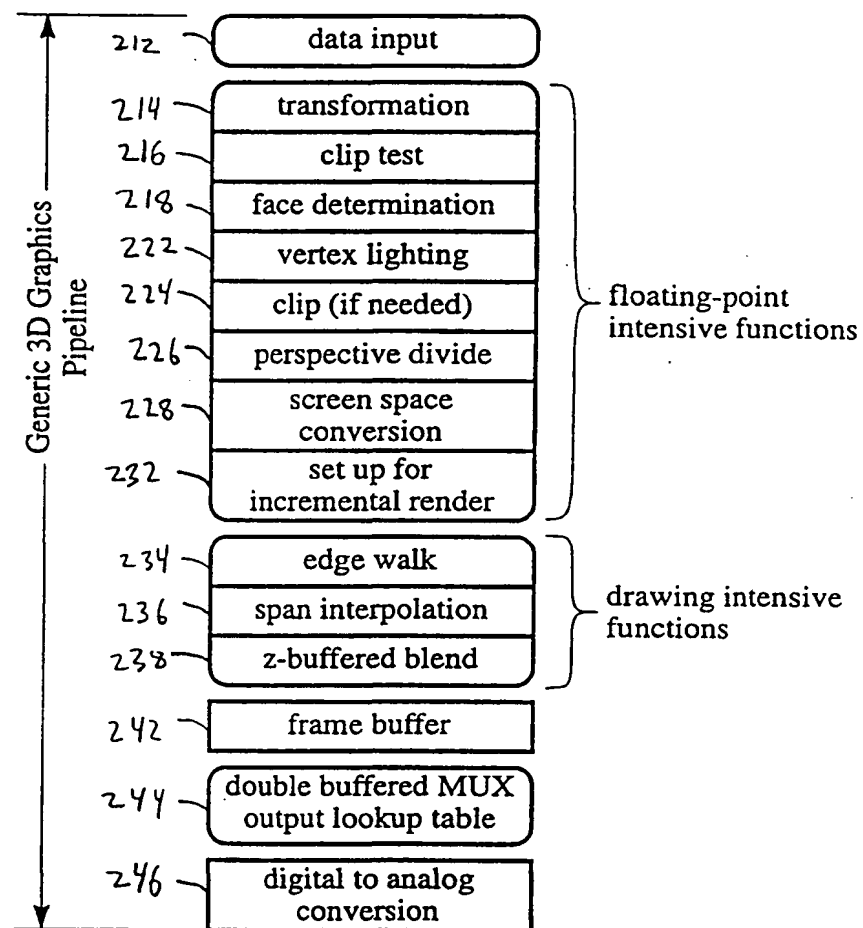 212 data input
214 transformation
216 clip test
218 face determination
222 vertex lighting
224 clip (if needed)
226 perspective divide
228 screen space
conversion
232 set up for
incremental render
floating-point
intensive functions
234 edge walk
236 span interpolation
238 z-buffered blend
drawing intensive
functions
242 frame buffer
244 double buffered MUX
output lookup table
246 digital to analog
conversion
Generic 3D Graphics
Pipeline